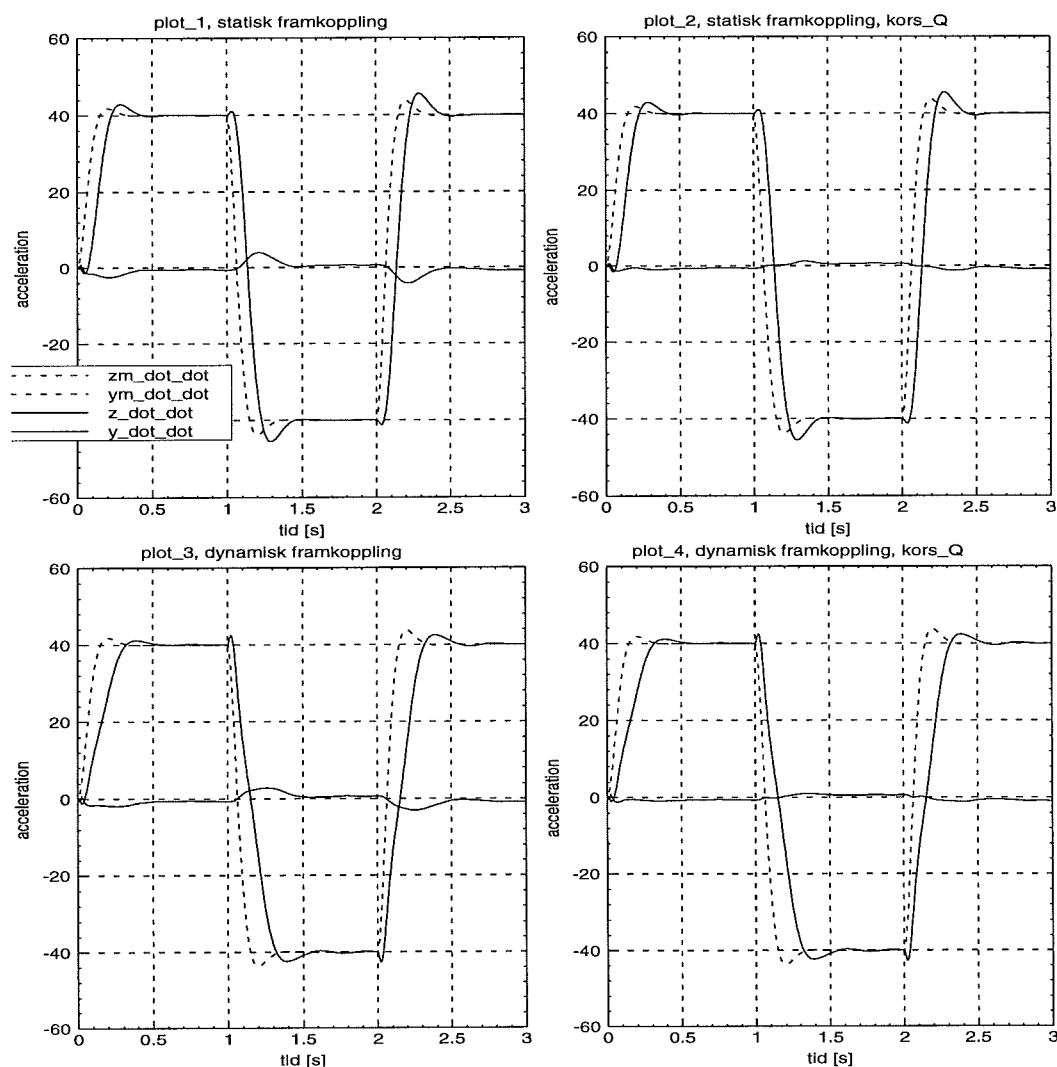 plot_1, statisk framkoppling
60
40
20
0
-20
-40
-60
acceleration
zm_dot_dot
ym_dot_dot
z_dot_dot
y_dot_dot
0 0.5 1 1.5 2 2.5 3
tid [s]
plot_2, statisk framkoppling, kors_Q
60
40
20
0
-20
-40
-60
acceleration
0 0.5 1 1.5 2 2.5 3
tid [s]
plot_3, dynamisk framkoppling
60
40
20
0
-20
-40
-60
acceleration
0 0.5 1 1.5 2 2.5 3
tid [s]
plot_4, dynamisk framkoppling, kors_Q
60
40
20
0
-20
-40
-60
acceleration
0 0.5 1 1.5 2 2.5 3
tid [s]